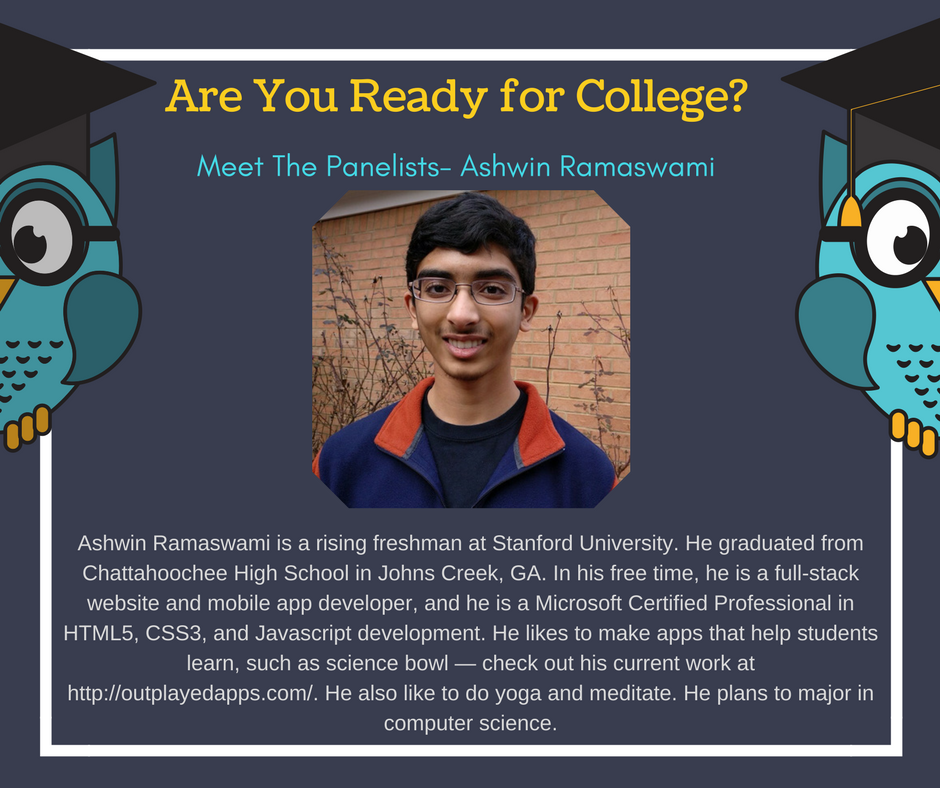 Are You Ready for College?
Meet The Panelists- Ashwin Ramaswami
Ashwin Ramaswami is a rising freshman at Stanford University. He graduated from
Chattahoochee High School in Johns Creek, GA. In his free time, he is a full-stack
website and mobile app developer, and he is a Microsoft Certified Professional in
HTML5, CSS3, and Javascript development. He likes to make apps that help students
learn, such as science bowl — check out his current work at
http://outplayedapps.com/. He also like to do yoga and meditate. He plans to major in
computer science.